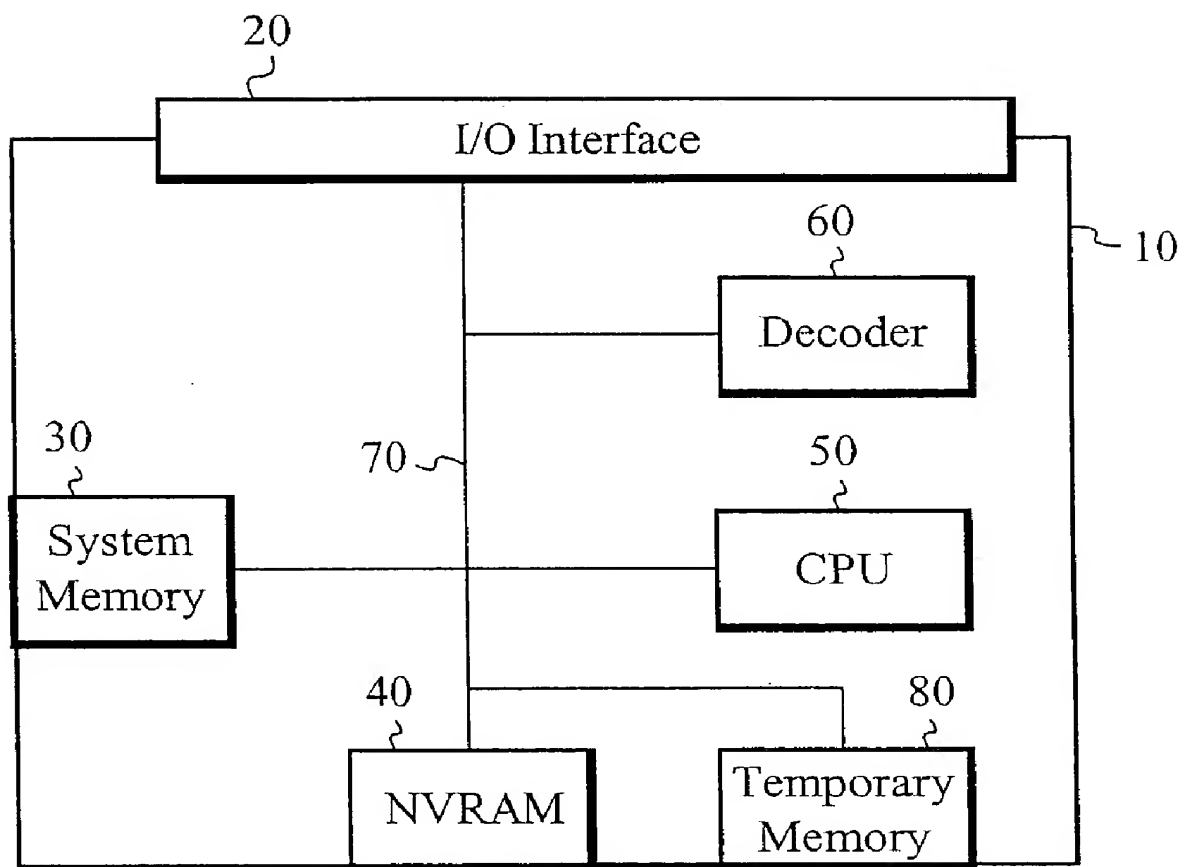 20
I/O Interface
60
10
Decoder
30
70
50
System
Memory
CPU
40
80
NVRAM
Temporary
Memory